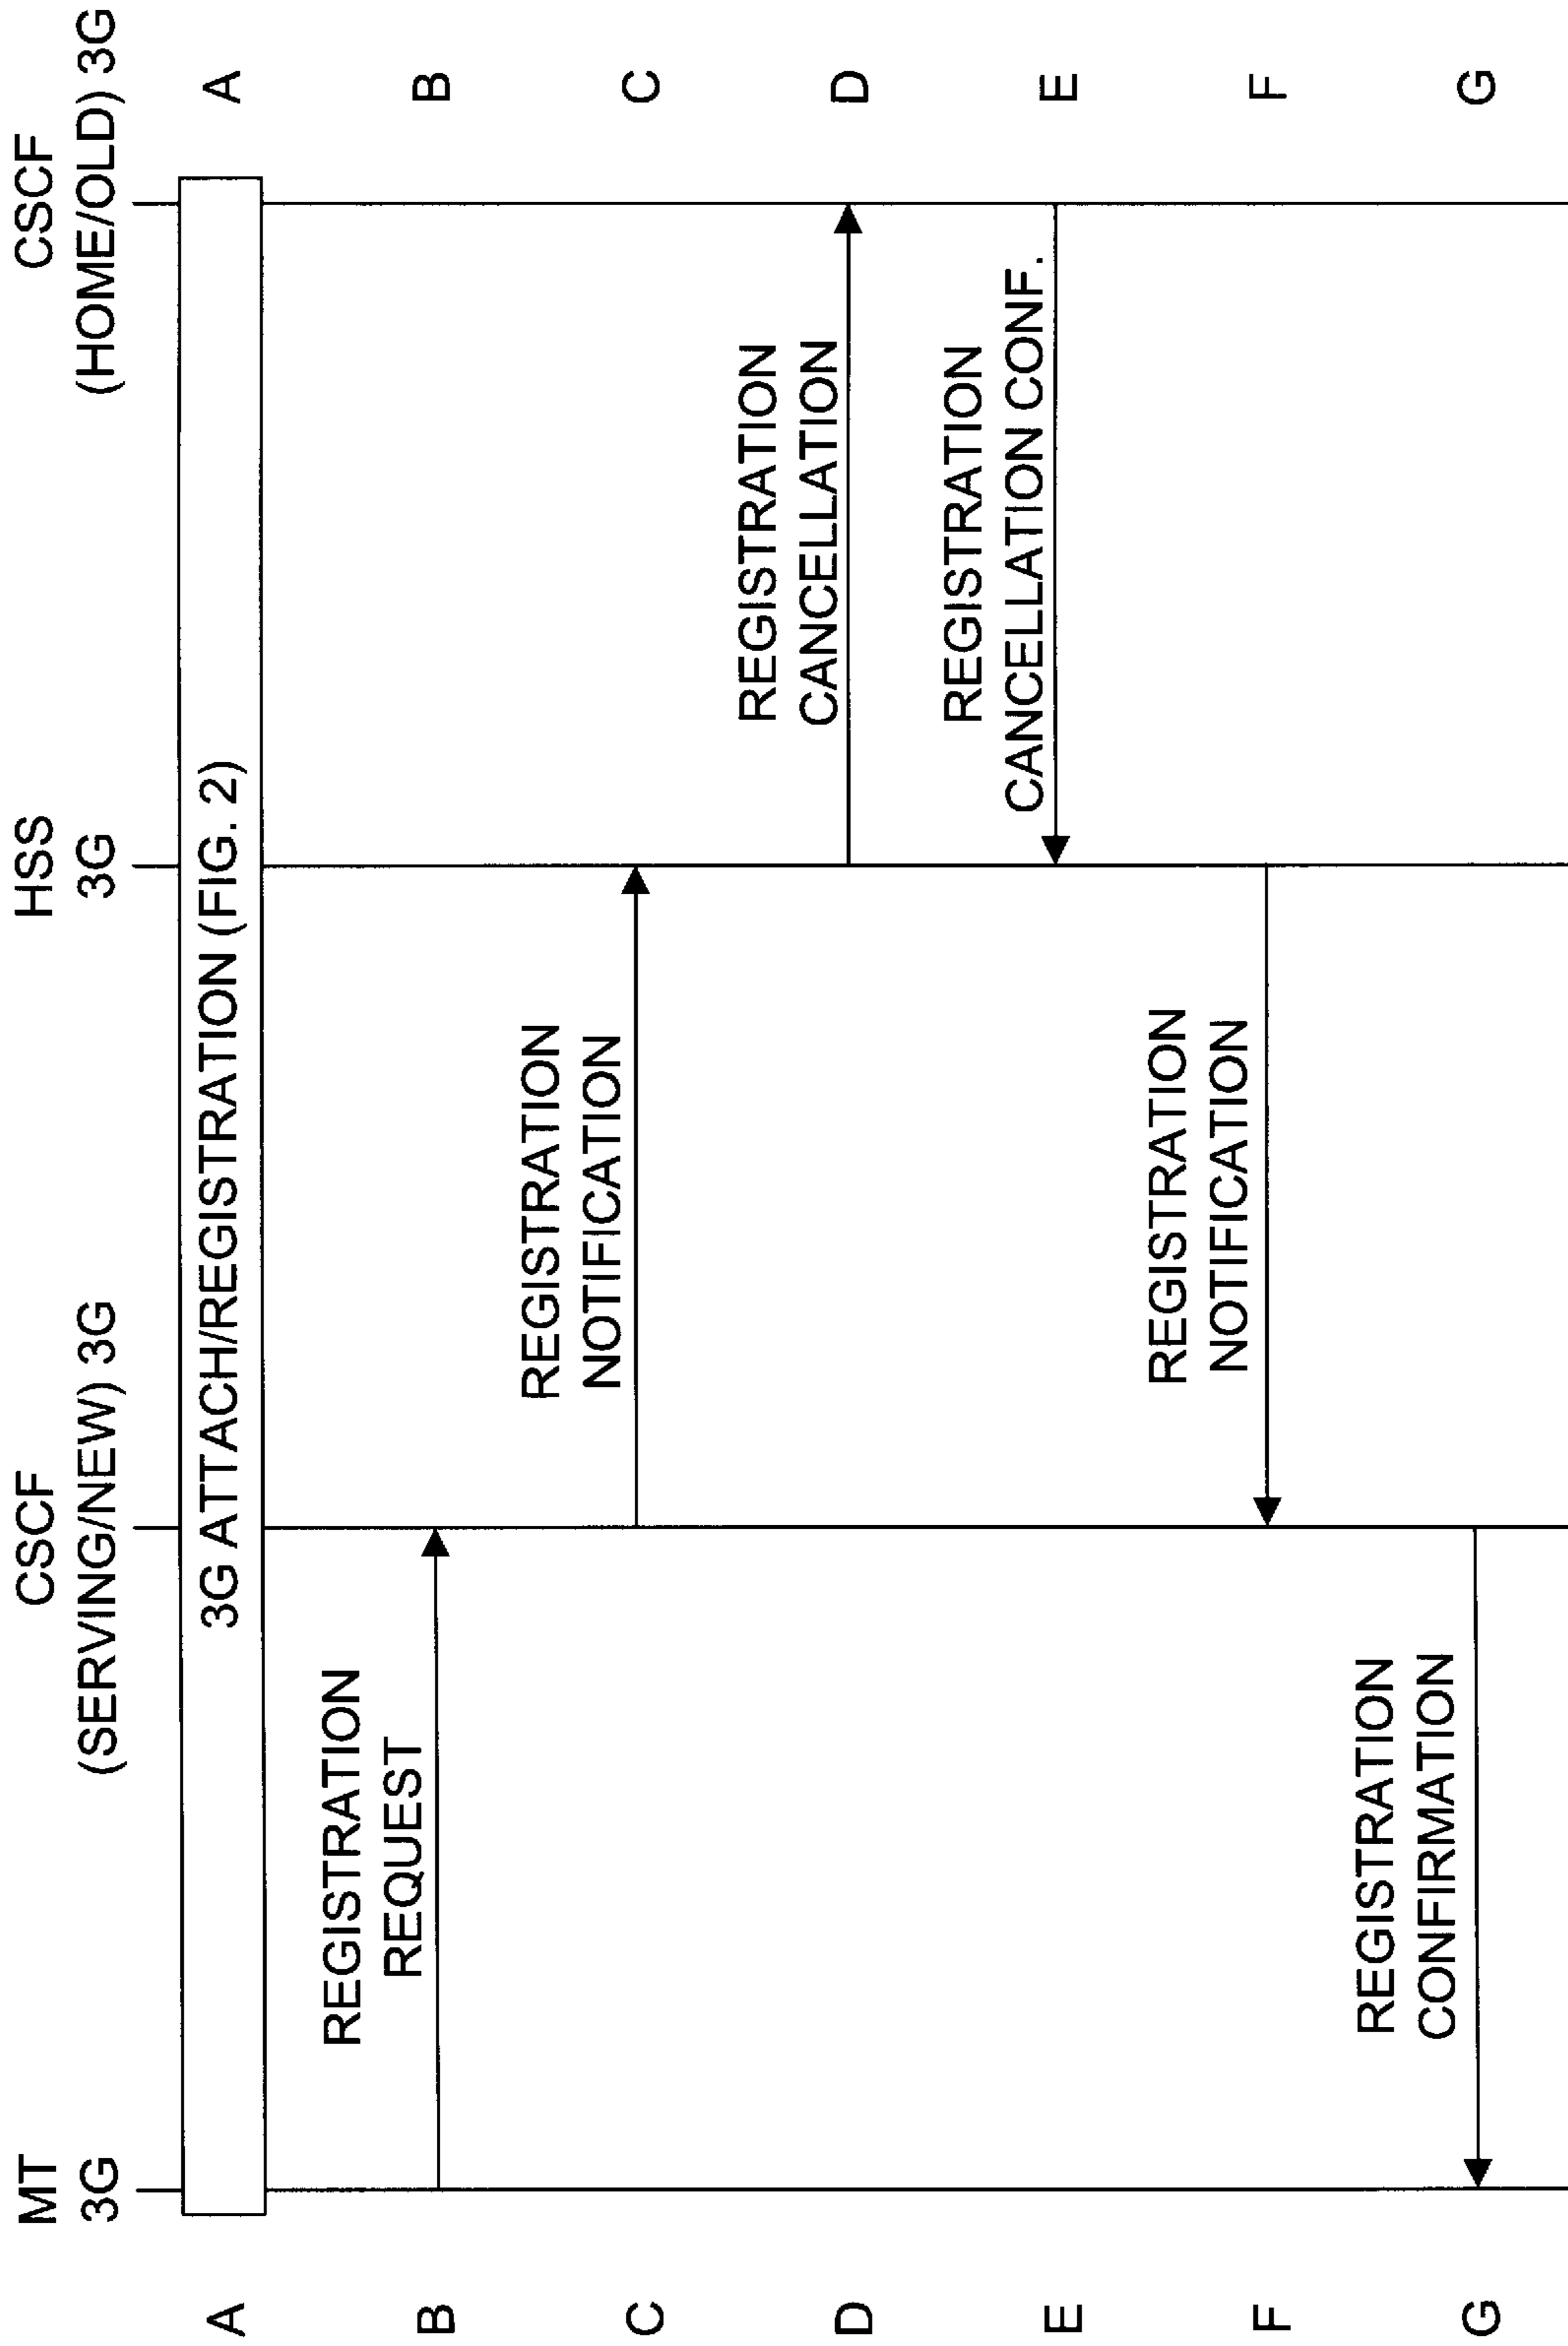 MT
3G
CSCF
(SERVING/NEW) 3G
HSS
3G
CSCF
(HOME/OLD) 3G
A
3G ATTACH/REGISTRATION (FIG. 2)
A
B
REGISTRATION
REQUEST
B
C
REGISTRATION
NOTIFICATION
C
D
REGISTRATION
CANCELLATION
D
E
REGISTRATION
CANCELLATION CONF.
E
F
REGISTRATION
NOTIFICATION
F
G
REGISTRATION
CONFIRMATION
G